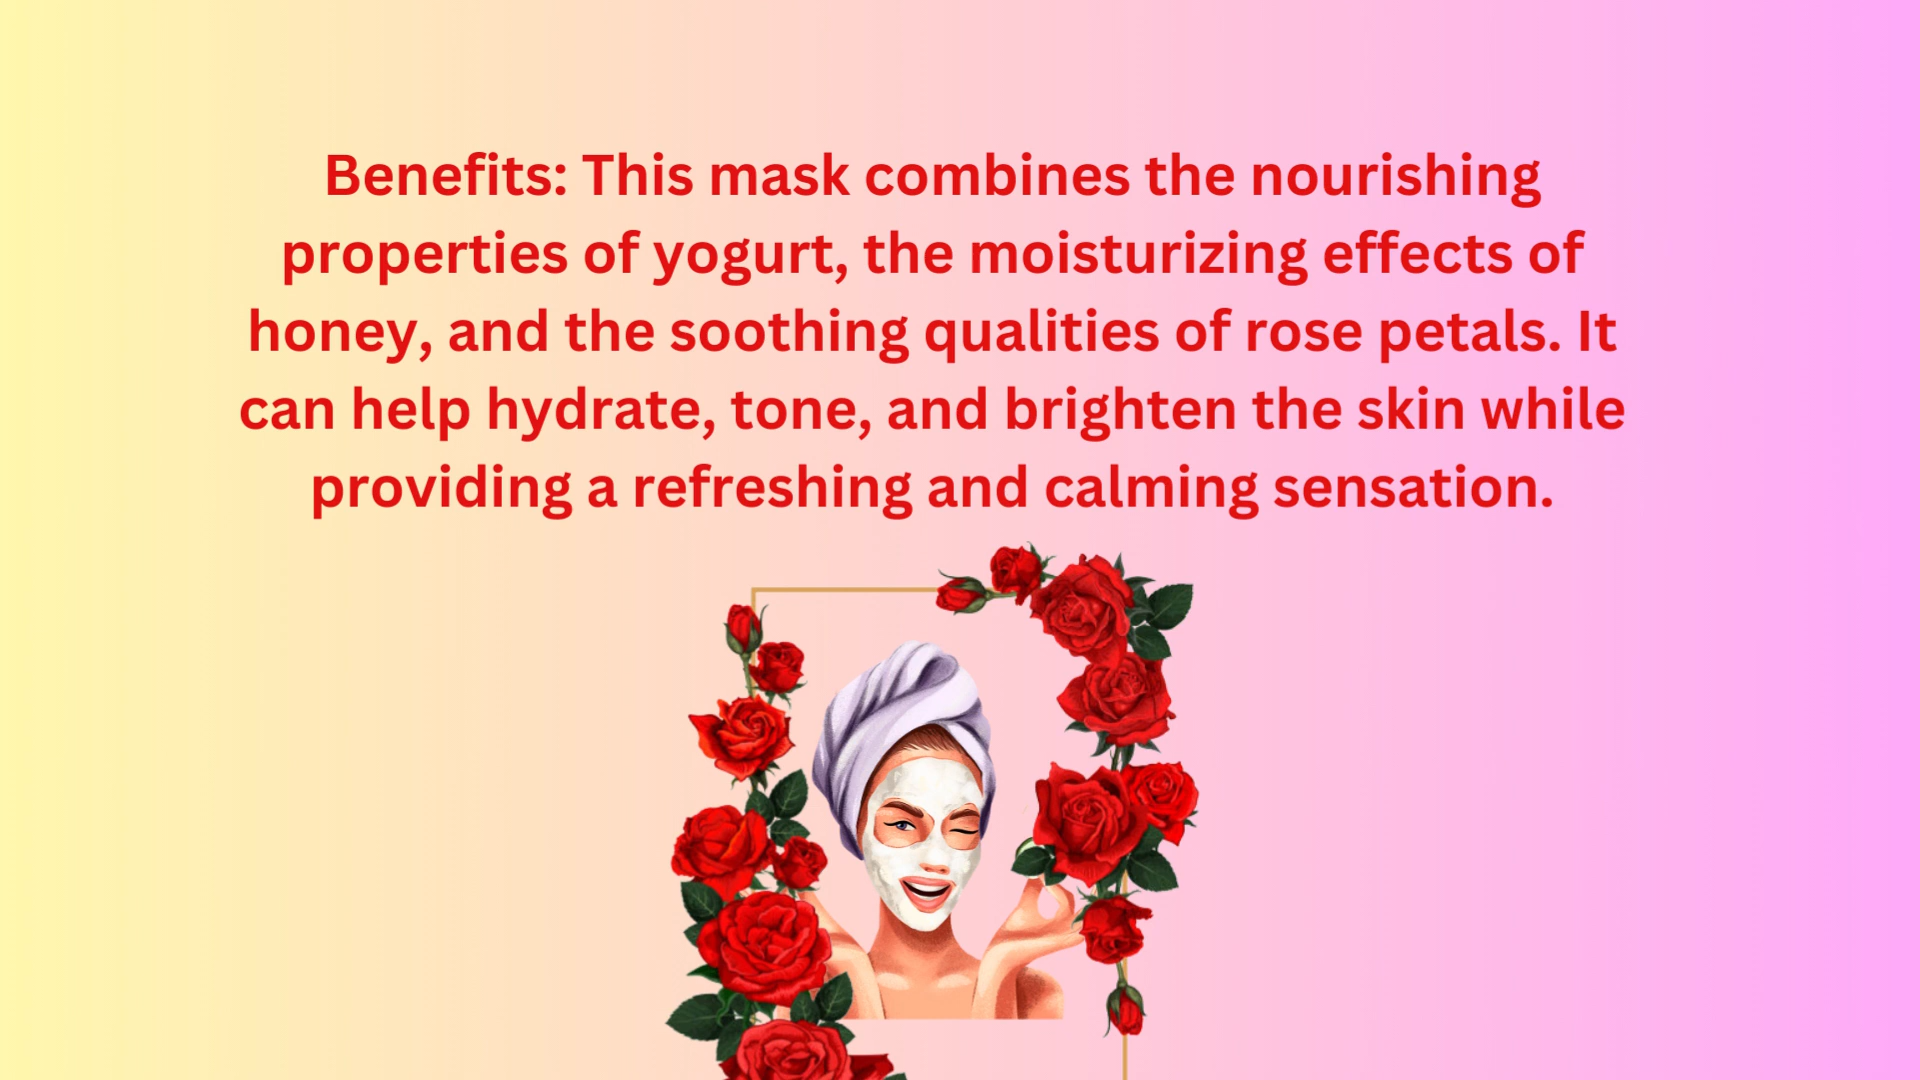 Benefits: This mask combines the nourishing
properties of yogurt, the moisturizing effects of
honey, and the soothing qualities of rose petals. It
can help hydrate, tone, and brighten the skin while
providing a refreshing and calming sensation.